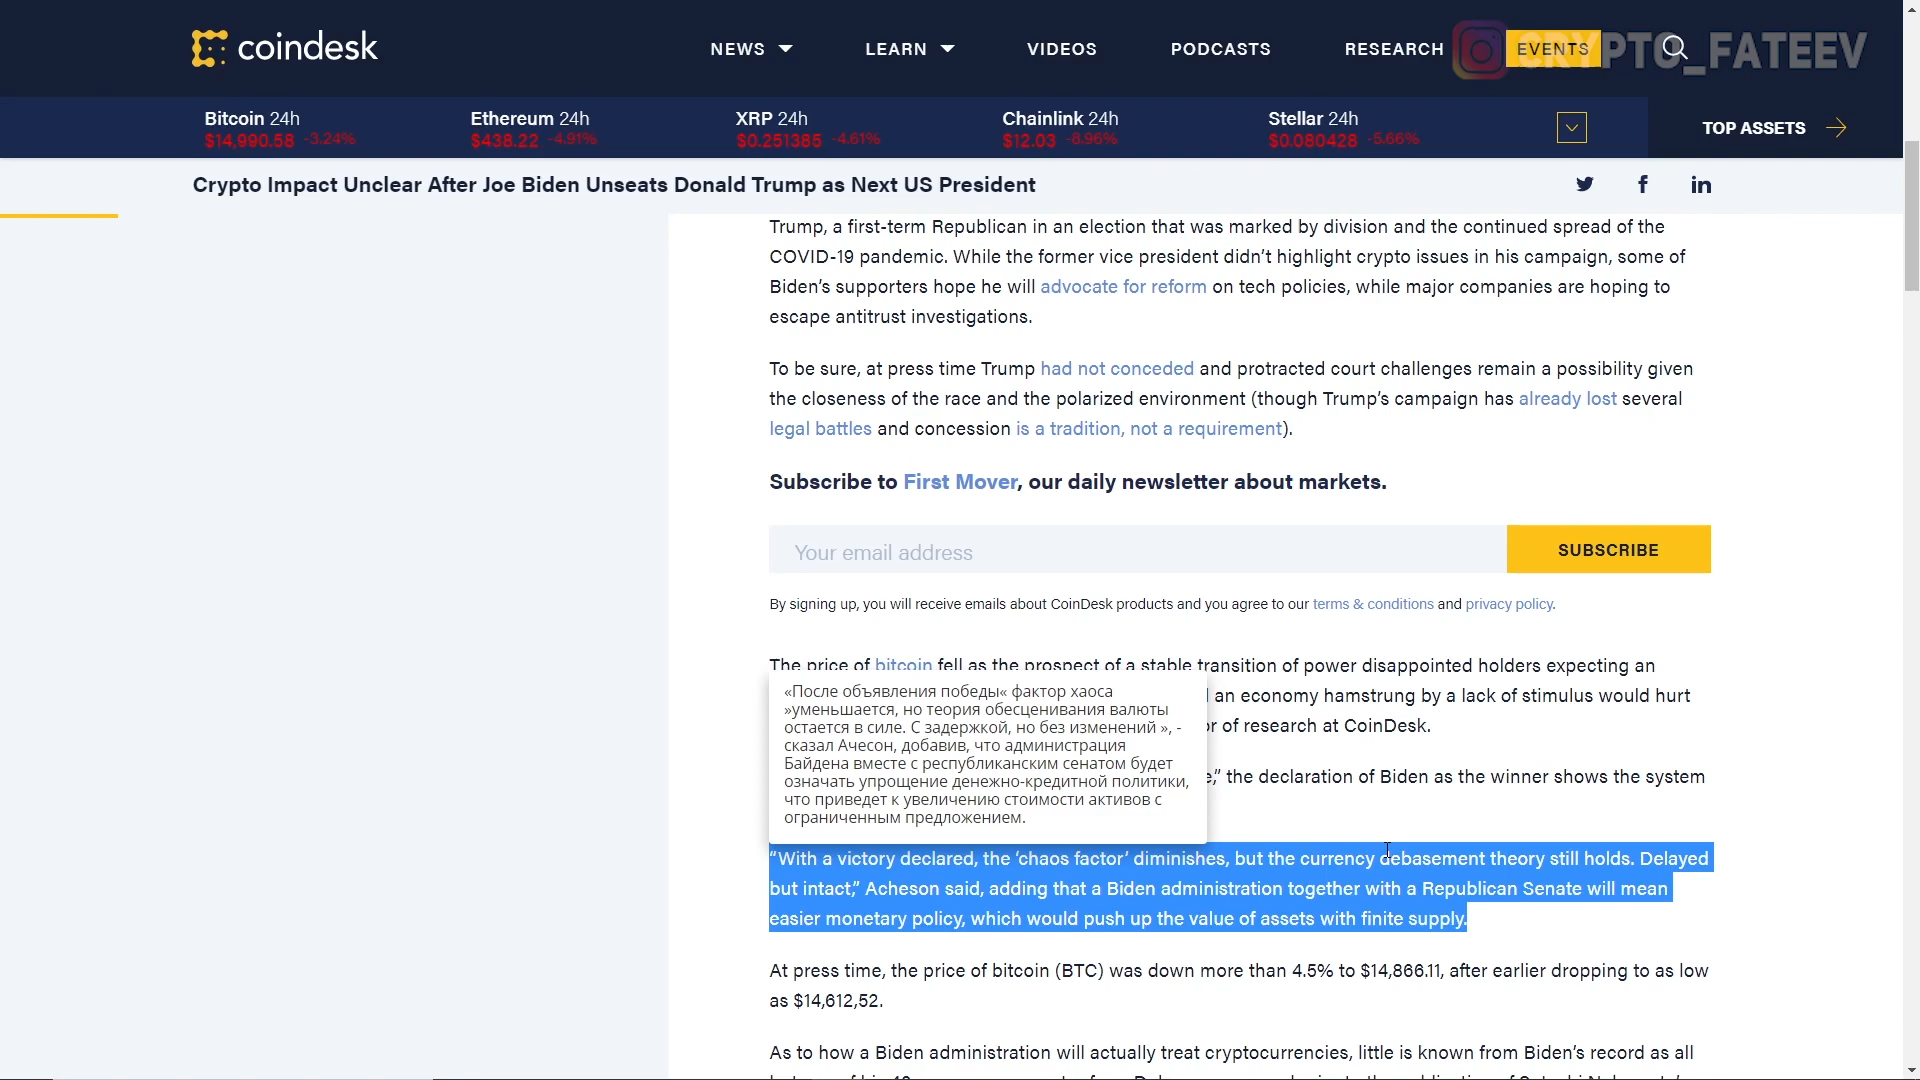 coindesk
NEWS
LEARN
VIDEOS
PODCASTS
RESEARCH
EVENTS
CRYPTO_FATEEV
Bitcoin 24h
$14,990.58 -3.24%
Ethereum 24h
$438.22 -4.91%
XRP 24h
$0.251385 -4.61%
Chainlink 24h
$12.03 -8.96%
Stellar 24h
$0.080428 -5.66%
TOP ASSETS
Crypto Impact Unclear After Joe Biden Unseats Donald Trump as Next US President
Trump, a first-term Republican in an election that was marked by division and the continued spread of the
COVID-19 pandemic. While the former vice president didn’t highlight crypto issues in his campaign, some of
Biden’s supporters hope he will advocate for reform on tech policies, while major companies are hoping to
escape antitrust investigations.
To be sure, at press time Trump had not conceded and protracted court challenges remain a possibility given
the closeness of the race and the polarized environment (though Trump’s campaign has already lost several
legal battles and concession is a tradition, not a requirement).
Subscribe to First Mover, our daily newsletter about markets.
Your email address
SUBSCRIBE
By signing up, you will receive emails about CoinDesk products and you agree to our terms & conditions and privacy policy.
The price of bitcoin fell as the prospect of a stable transition of power disappointed holders expecting an
an economy hamstrung by a lack of stimulus would hurt
of research at CoinDesk.
” the declaration of Biden as the winner shows the system
«После объявления победы« фактор хаоса
»уменьшается, но теория обесценивания валюты
остается в силе. С задержкой, но без изменений », -
сказал Ачесон, добавив, что администрация
Байдена вместе с республиканским сенатом будет
означать упрощение денежно-кредитной политики,
что приведет к увеличению стоимости активов с
ограниченным предложением.
“With a victory declared, the ‘chaos factor’ diminishes, but the currency debasement theory still holds. Delayed
but intact,” Acheson said, adding that a Biden administration together with a Republican Senate will mean
easier monetary policy, which would push up the value of assets with finite supply.
At press time, the price of bitcoin (BTC) was down more than 4.5% to $14,866.11, after earlier dropping to as low
as $14,612,52.
As to how a Biden administration will actually treat cryptocurrencies, little is known from Biden’s record as all